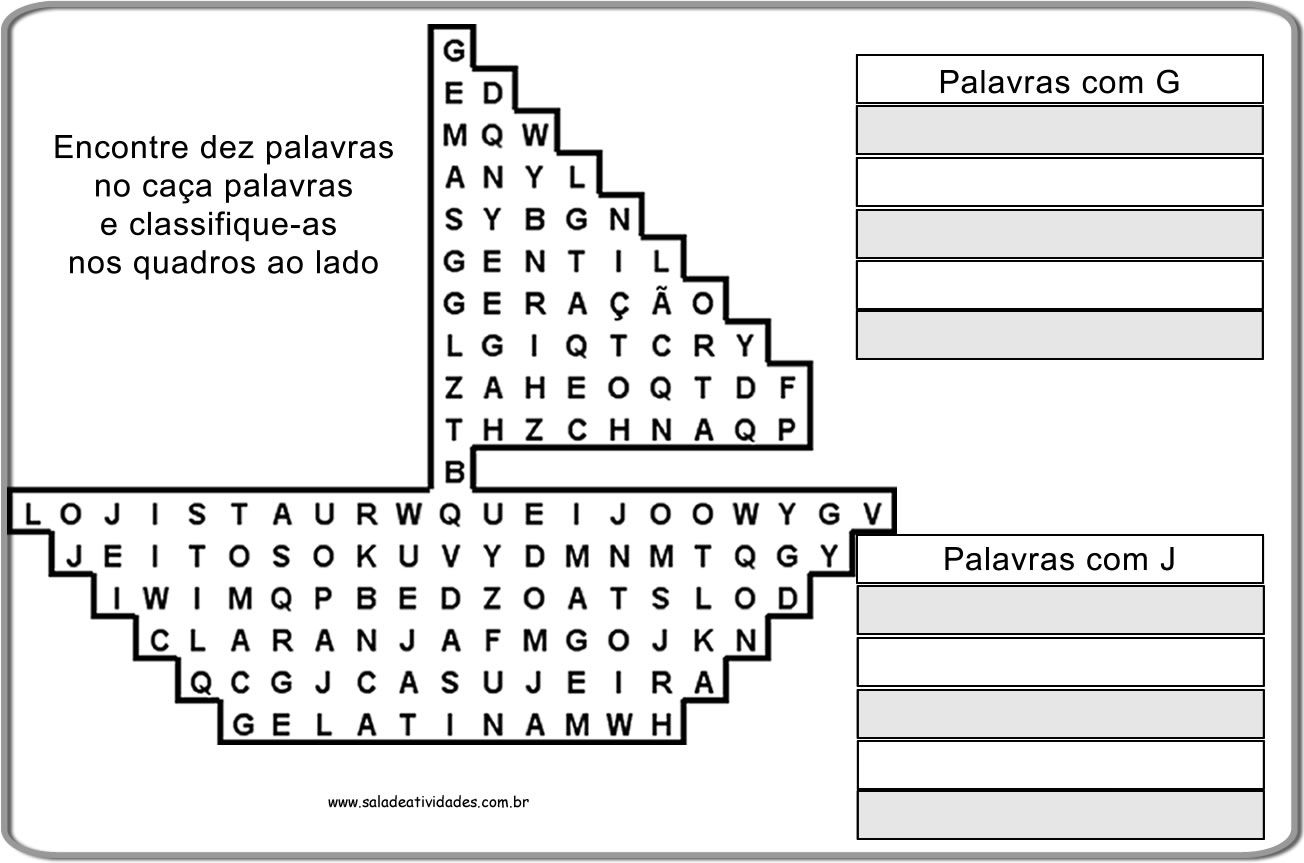 Encontre dez palavras
no caça palavras
e classifique-as
nos quadros ao lado
G
E D
M Q W
A N Y L
S Y B G N
G E N T I L
G E R A Ç Ã O
L G I Q T C R Y
Z A H E O Q T D F
T H Z C H N A Q P
B
L O J I S T A U R W Q U E I J O O W Y G V
J E I T O S O K U V Y D M N M T Q G Y
I W I M Q P B E D Z O A T S L O D
C L A R A N J A F M G O J K N
Q C G J C A S U J E I R A
G E L A T I N A M W H
Palavras com G
Palavras com J
www.saladeatividades.com.br